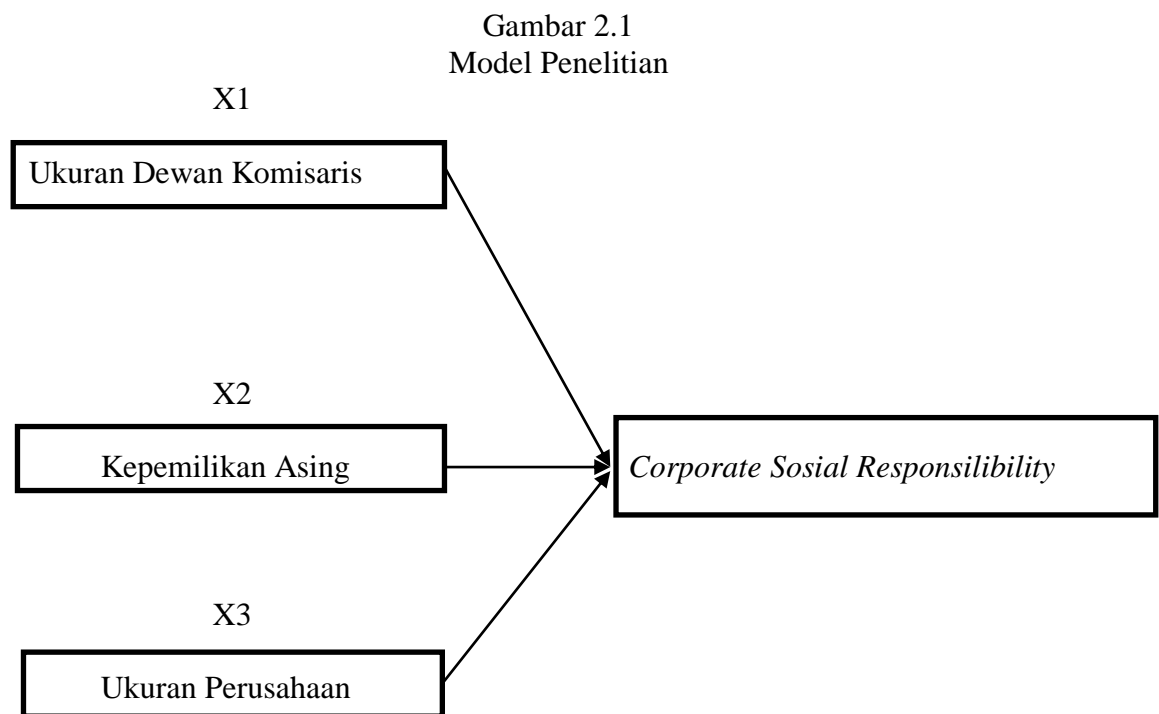 Gambar 2.1
Model Penelitian
X1
Ukuran Dewan Komisaris
X2
Kepemilikan Asing
Corporate Sosial Responsilibility
X3
Ukuran Perusahaan